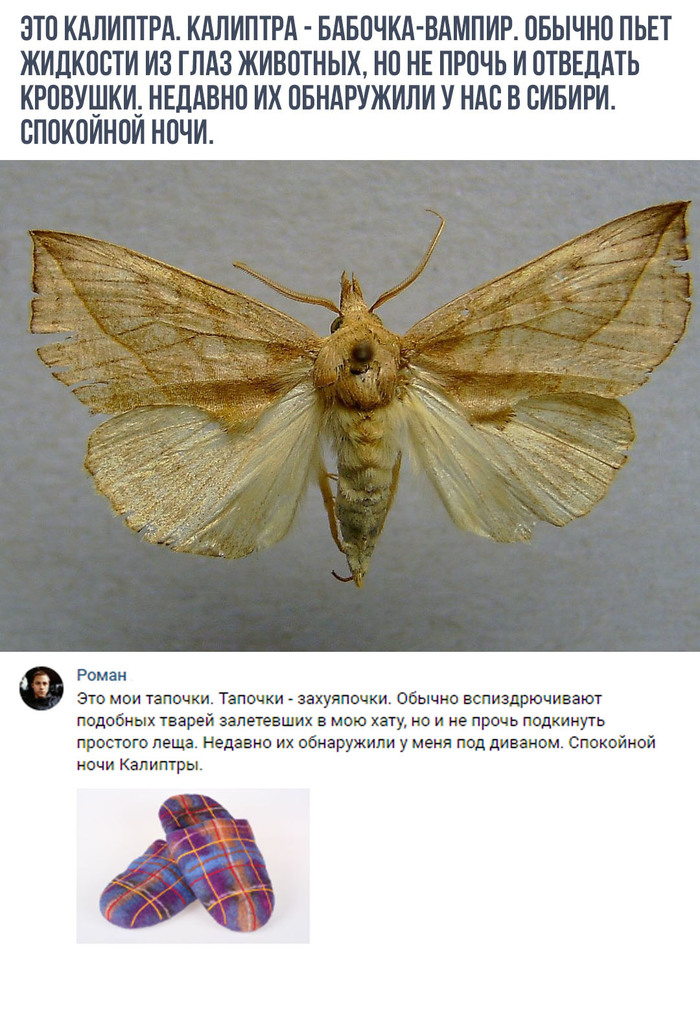 ЭТО КАЛИПТРА. КАЛИПТРА - БАБОЧКА-ВАМПИР. ОБЫЧНО ПЬЕТ
ЖИДКОСТИ ИЗ ГЛАЗ ЖИВОТНЫХ, НО НЕ ПРОЧЬ И ОТВЕДАТЬ
КРОВУШКИ. НЕДАВНО ИХ ОБНАРУЖИЛИ У НАС В СИБИРИ.
СПОКОЙНОЙ НОЧИ.
Роман
Это мои тапочки. Тапочки - захуяпочки. Обычно вспиздрючивают
подобных тварей залетевших в мою хату, но и не прочь подкинуть
простого леща. Недавно их обнаружили у меня под диваном. Спокойной
ночи Калиптры.